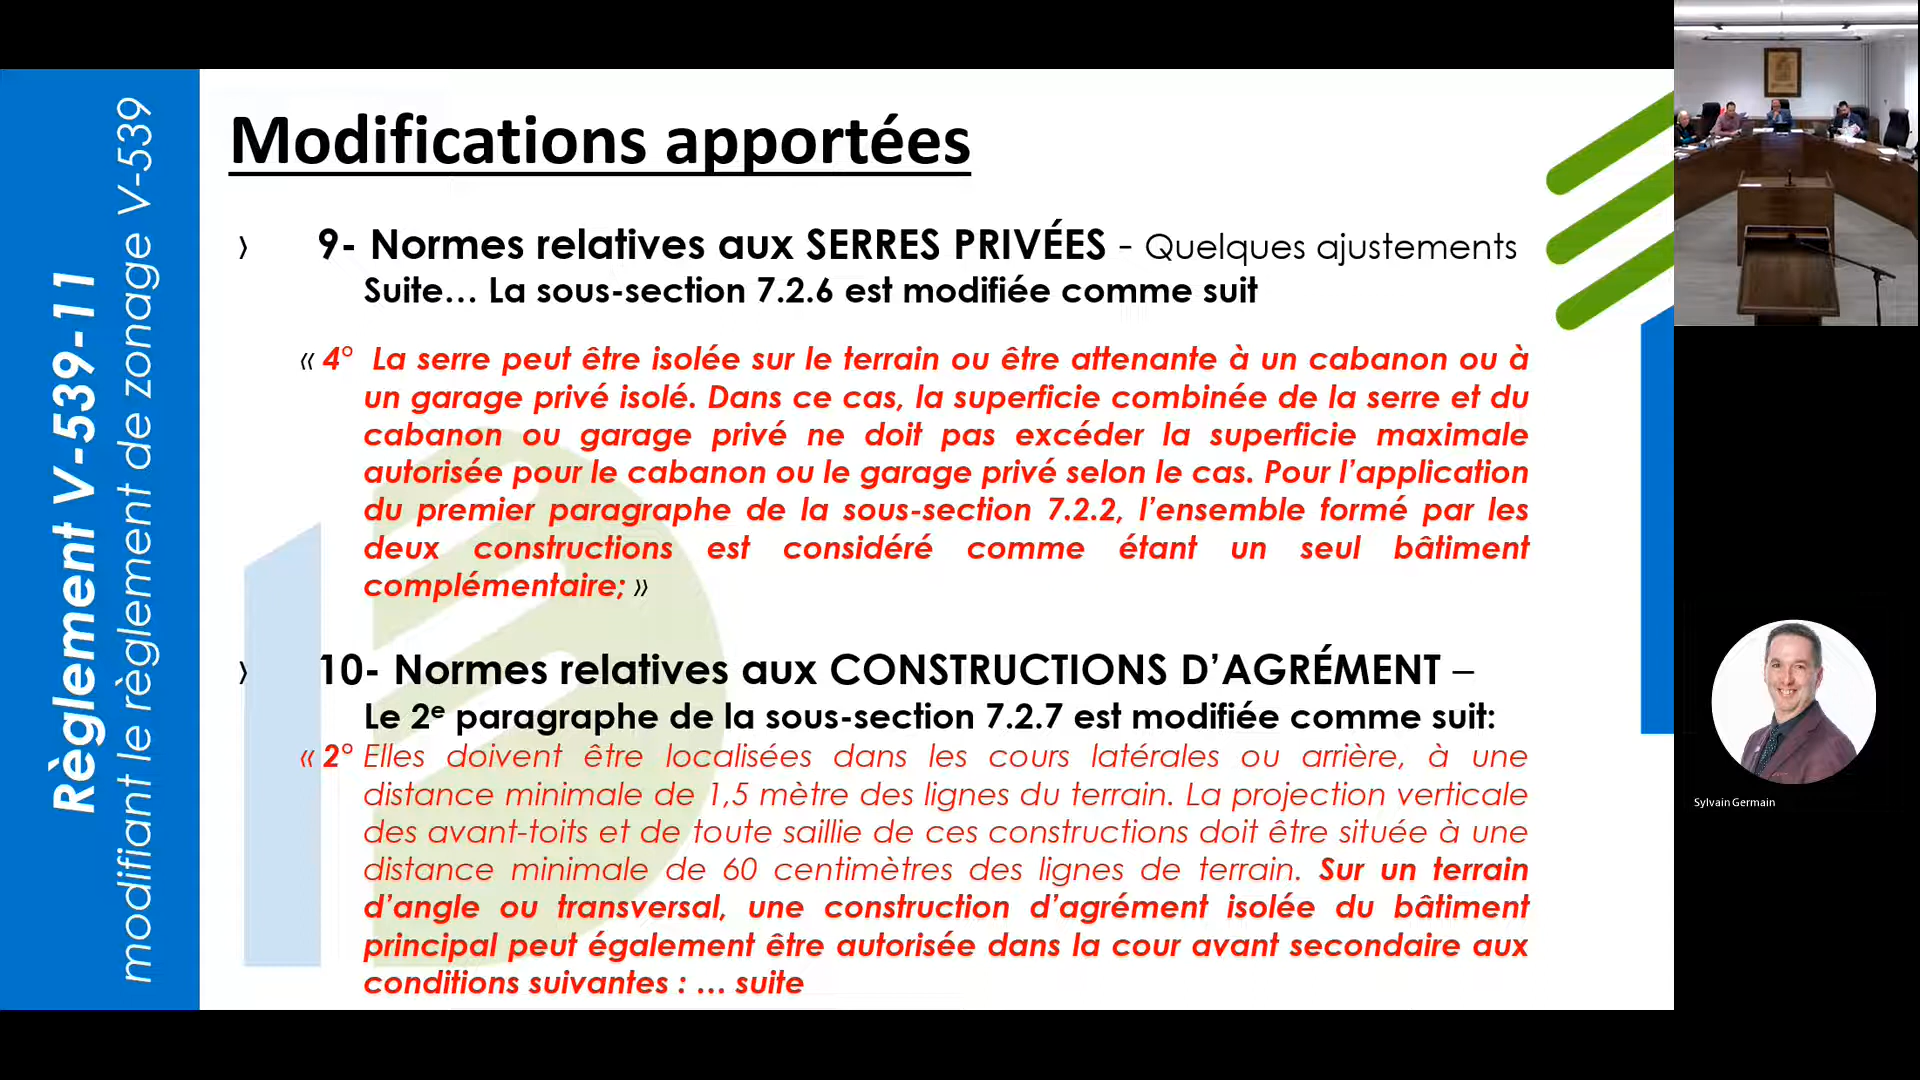 Règlement V-539-11
modifiant le règlement de zonage V-539
Modifications apportées
› 9- Normes relatives aux SERRES PRIVÉES - Quelques ajustements
Suite… La sous-section 7.2.6 est modifiée comme suit
« 4° La serre peut être isolée sur le terrain ou être attenante à un cabanon ou à
un garage privé isolé. Dans ce cas, la superficie combinée de la serre et du
cabanon ou garage privé ne doit pas excéder la superficie maximale
autorisée pour le cabanon ou le garage privé selon le cas. Pour l’application
du premier paragraphe de la sous-section 7.2.2, l’ensemble formé par les
deux constructions est considéré comme étant un seul bâtiment
complémentaire; »
› 10- Normes relatives aux CONSTRUCTIONS D’AGRÉMENT –
Le 2e paragraphe de la sous-section 7.2.7 est modifiée comme suit:
« 2° Elles doivent être localisées dans les cours latérales ou arrière, à une
distance minimale de 1,5 mètre des lignes du terrain. La projection verticale
des avant-toits et de toute saillie de ces constructions doit être située à une
distance minimale de 60 centimètres des lignes de terrain. Sur un terrain
d’angle ou transversal, une construction d’agrément isolée du bâtiment
principal peut également être autorisée dans la cour avant secondaire aux
conditions suivantes : … suite
Sylvain Germain